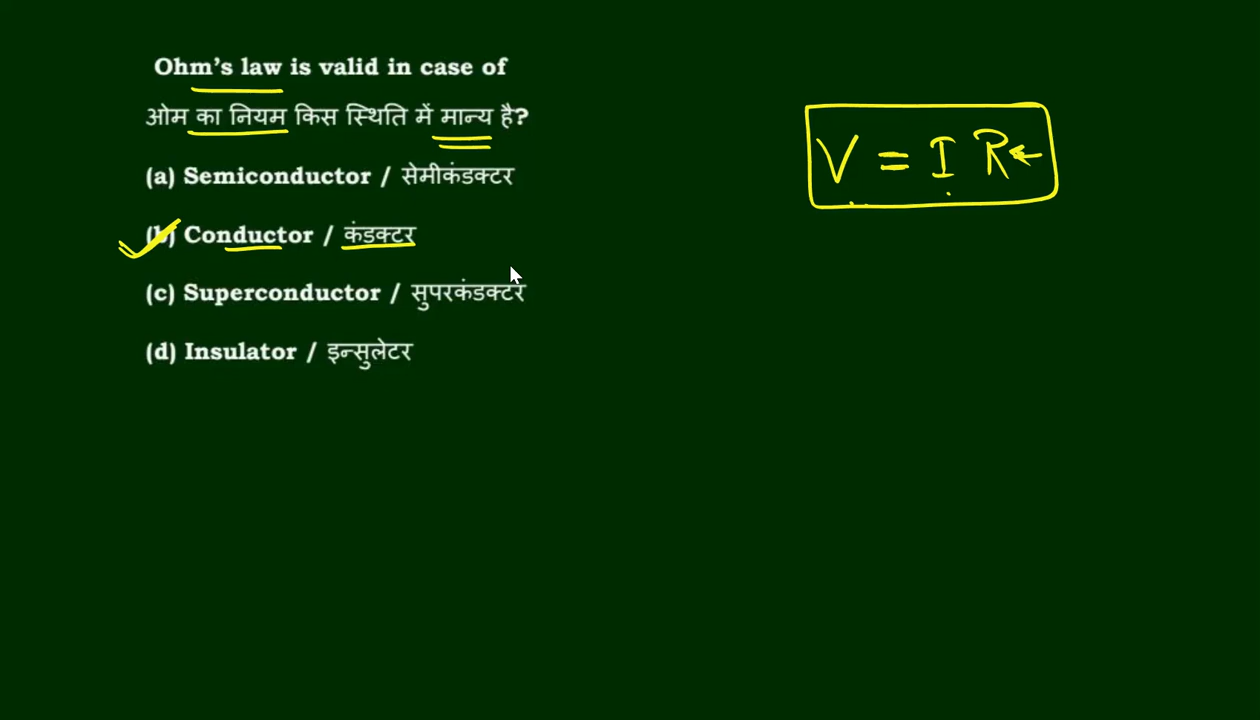 Ohm's law is valid in case of
ओम का नियम किस स्थिति में मान्य है?
(a) Semiconductor / सेमीकंडक्टर
(b) Conductor / कंडक्टर
(c) Superconductor / सुपरकंडक्टर
(d) Insulator / इन्सुलेटर
V = I R